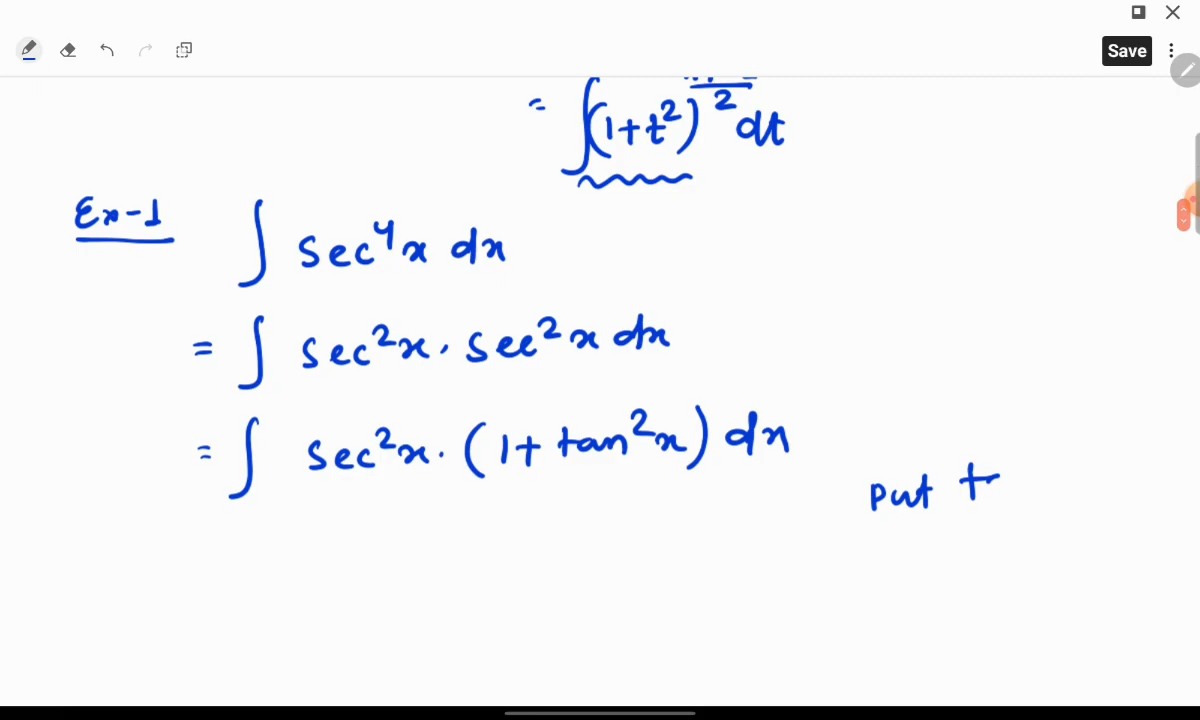 Save
= ∫(1+t²)^{/2} dt
Ex-1 ∫ sec⁴x dx
= ∫ sec²x . sec²x dx
= ∫ sec²x . (1+ tan²x) dx
put t